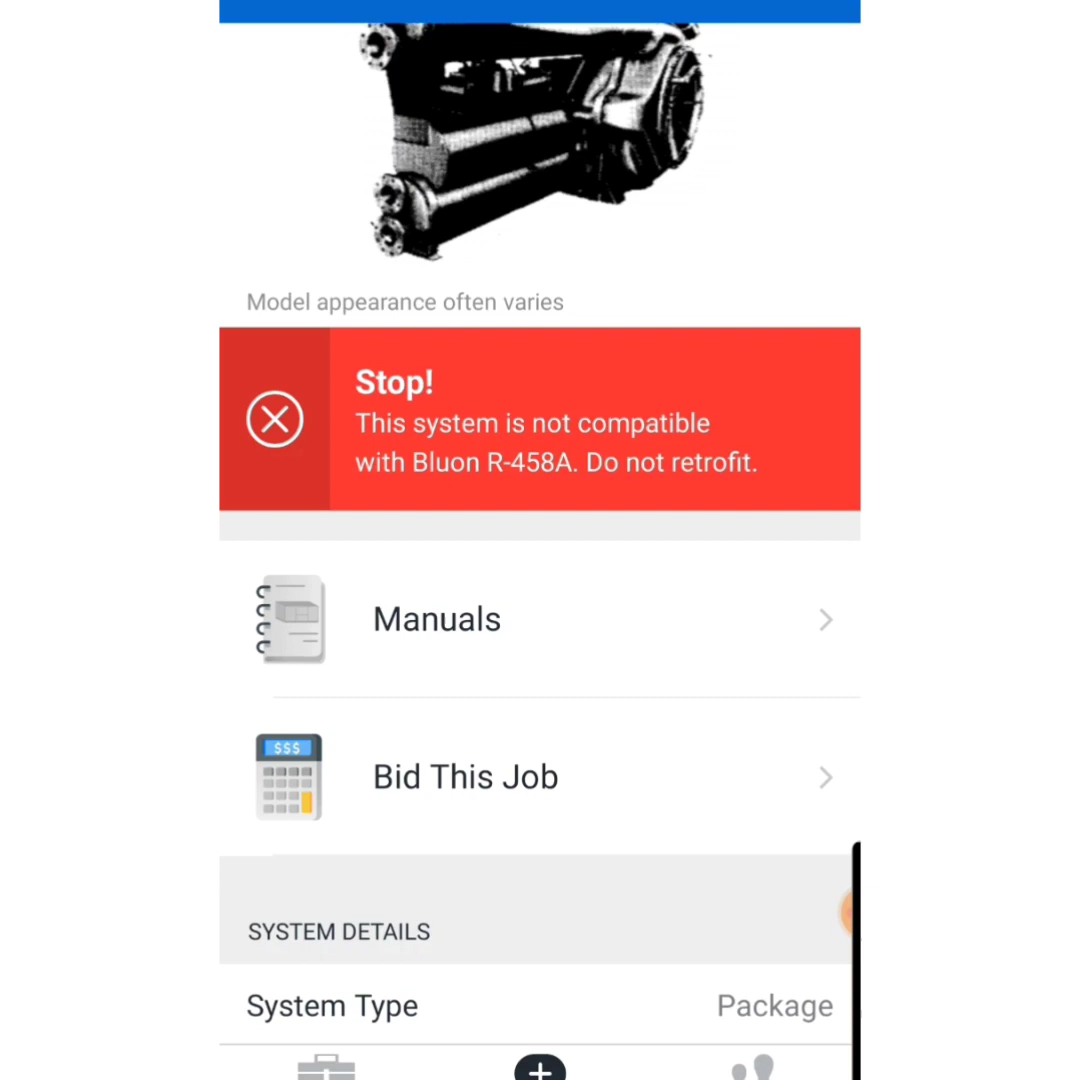 Model appearance often varies
Stop!
This system is not compatible
with Bluon R-458A. Do not retrofit.
Manuals
$$$
Bid This Job
SYSTEM DETAILS
System Type
Package